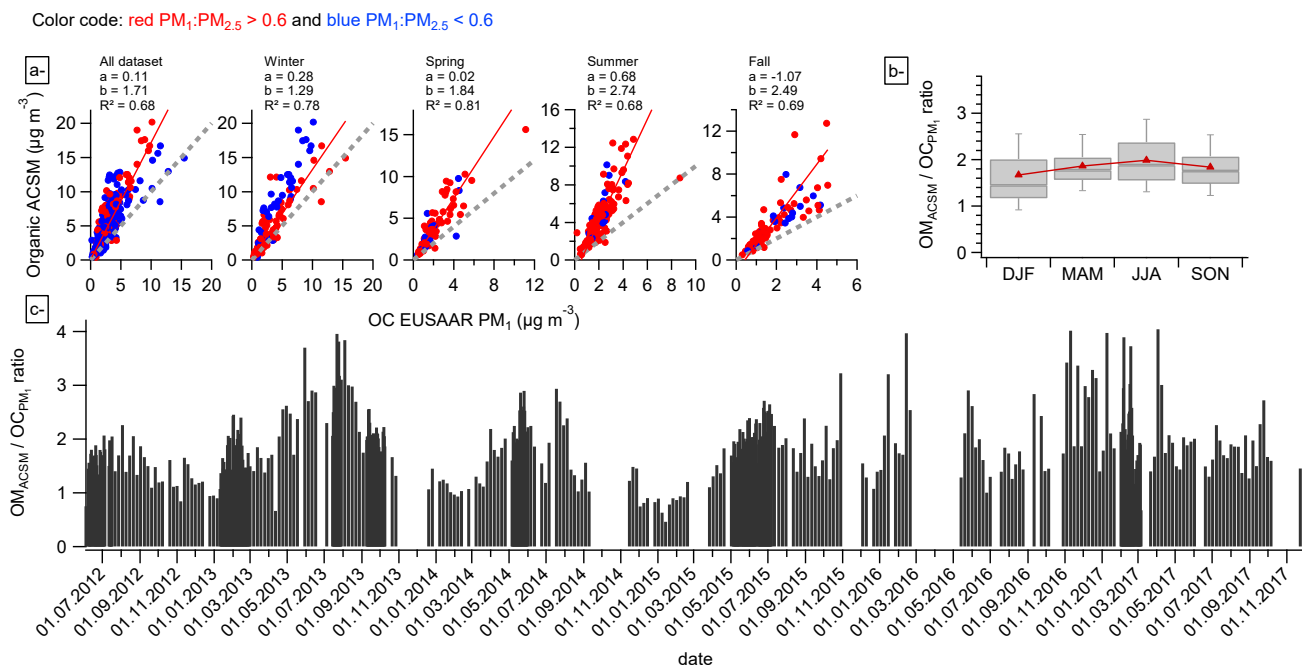 Color code: red PM1:PM2.5 > 0.6 and blue PM1:PM2.5 < 0.6
a-
All dataset
a = 0.11
b = 1.71
R² = 0.68
Winter
a = 0.28
b = 1.29
R² = 0.78
Spring
a = 0.02
b = 1.84
R² = 0.81
Summer
a = 0.68
b = 2.74
R² = 0.68
Fall
a = -1.07
b = 2.49
R² = 0.69
Organic ACSM (µg m⁻³)
20
15
10
5
0
0 5 10 15 20
20
15
10
5
0
0 5 10 15 20
15
10
5
0
0 4 8 12
16
14
12
10
8
6
4
2
0
0 2 4 6 8 10
16
12
8
4
0
0 2 4 6
OC EUSAAR PM1 (µg m⁻³)
b-
OMACSM / OCPM1 ratio
3
2
1
0
DJF MAM JJA SON
c-
OMACSM / OCPM1 ratio
4
3
2
1
0
01.07.2012
01.09.2012
01.11.2012
01.01.2013
01.03.2013
01.05.2013
01.07.2013
01.09.2013
01.11.2013
01.01.2014
01.03.2014
01.05.2014
01.07.2014
01.09.2014
01.11.2014
01.01.2015
01.03.2015
01.05.2015
01.07.2015
01.09.2015
01.11.2015
01.01.2016
01.03.2016
01.05.2016
01.07.2016
01.09.2016
01.11.2016
01.01.2017
01.03.2017
01.05.2017
01.07.2017
01.09.2017
01.11.2017
date